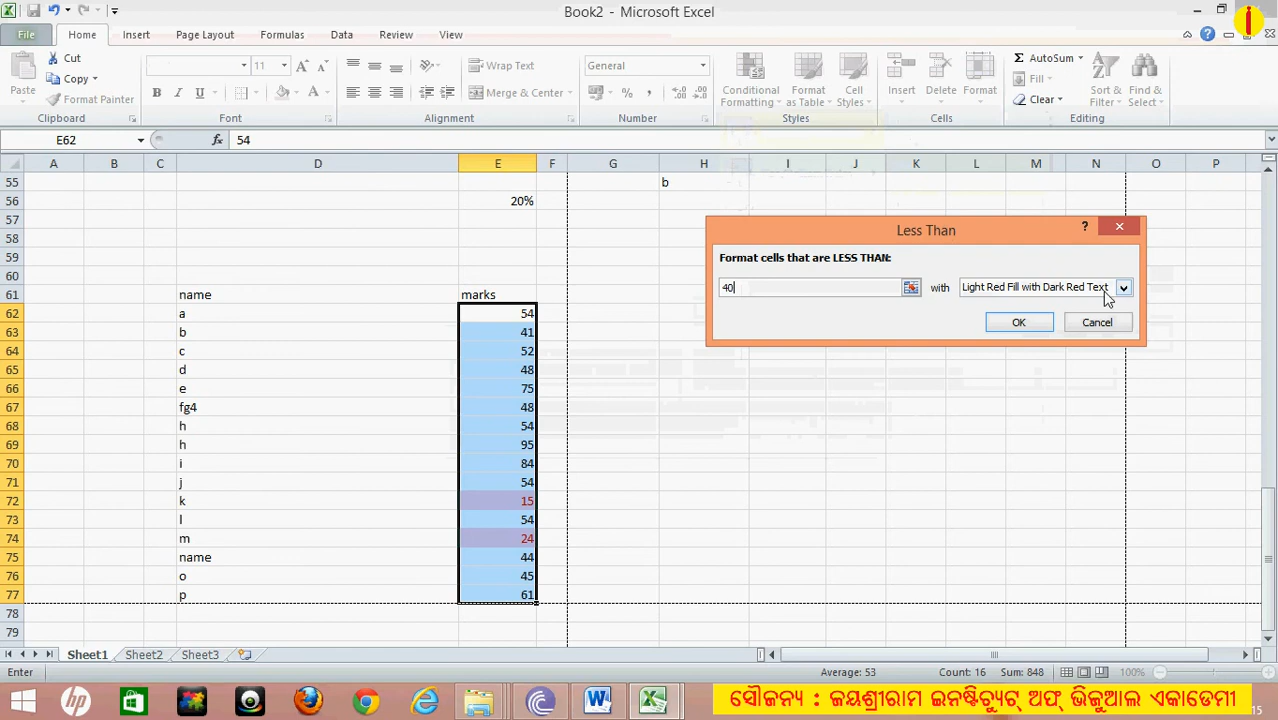 Book2 - Microsoft Excel
File Home Insert Page Layout Formulas Data Review View
Paste Cut Copy Format Painter Clipboard
11 A A B I U A Font
Wrap Text Merge & Center Alignment
General % , Number
Conditional Formatting Format as Table Cell Styles Styles
Insert Delete Format Cells
Σ AutoSum Fill Clear Sort & Filter Find & Select Editing
E62 fx 54
A B C D E F G H I J K L M N O P
55 b
56 20%
57
58
59
60
61 name marks
62 a 54
63 b 41
64 c 52
65 d 48
66 e 75
67 fg4 48
68 h 54
69 h 95
70 i 84
71 j 54
72 k 15
73 l 54
74 m 24
75 name 44
76 o 45
77 p 61
78
79
Less Than
?
Format cells that are LESS THAN:
40 with Light Red Fill with Dark Red Text
OK Cancel
Sheet1 Sheet2 Sheet3
Enter Average: 53 Count: 16 Sum: 848 100%
ସୌଜନ୍ୟ : ଜୟଶ୍ରୀରାମ ଇନଷ୍ଟିଚ୍ୟୁଟ୍ ଅଫ୍ ଭିଜୁଆଲ ଏକାଡେମୀ
15